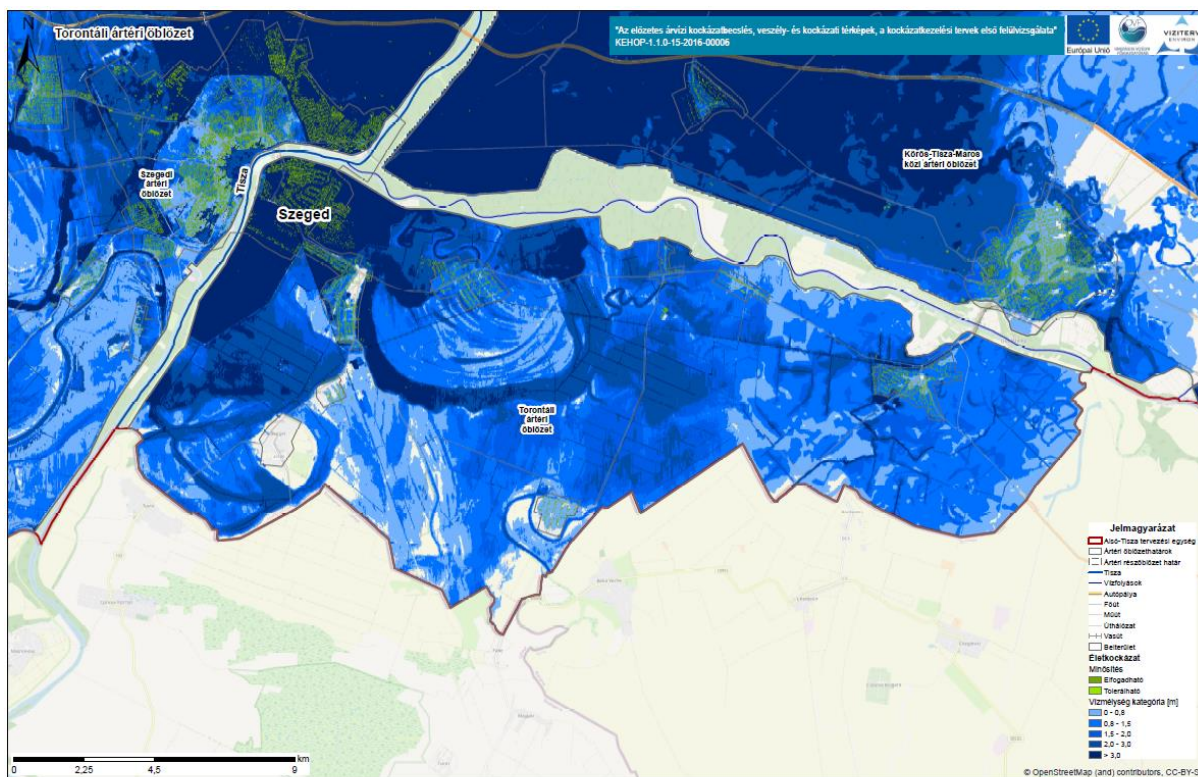 N
Torontáli ártéri öblözet
"Az előzetes árvízi kockázatbecslés, veszély- és kockázati térképek, a kockázatkezelési tervek első felülvizsgálata"
KEHOP-1.1.0-15-2016-00006
Európai Unió
VIZITERV
ENVIRON
Szegedi
ártéri
öblözet
Tisza
Szeged
Körös-Tisza-Maros
közi ártéri öblözet
Torontáli
ártéri
öblözet
Jelmagyarázat
Alsó-Tisza tervezési egység
Ártéri öblözethatárok
Ártéri részöblözet határ
Tisza
Vízfolyások
Autópálya
Főút
Műút
Úthálózat
Vasút
Belterület
Életkockázat
Minősítés
Elfogadható
Tolerálható
Vízmélység kategória [m]
0 - 0,8
0,8 - 1,5
1,5 - 2,0
2,0 - 3,0
> 3,0
km
0 2,25 4,5 9
© OpenStreetMap (and) contributors, CC-BY-S